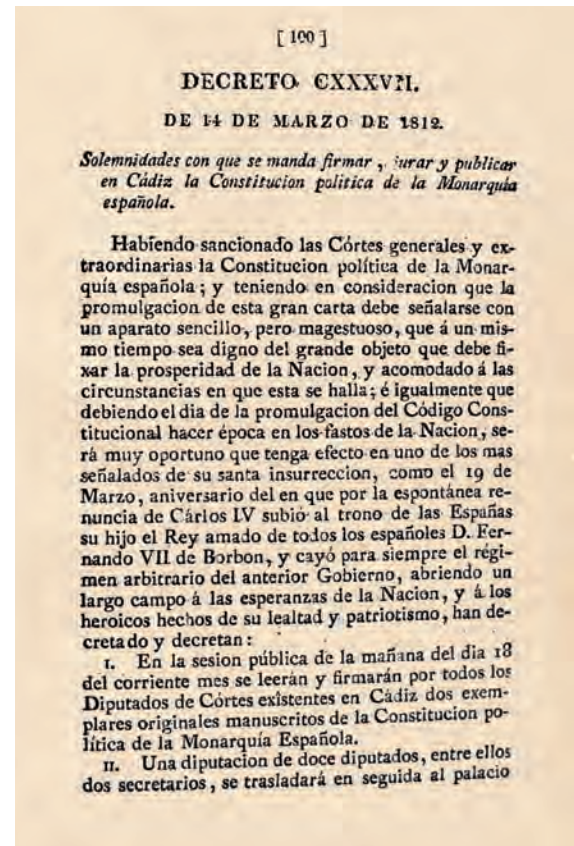 [ 100 ]
DECRETO CXXXVII.
DE 14 DE MARZO DE 1812.
Solemnidades con que se manda firmar, jurar y publicar
en Cádiz la Constitucion politica de la Monarquía
española.
Habiendo sancionado las Córtes generales y ex-
traordinarias la Constitucion política de la Monar-
quía española; y teniendo en consideracion que la
promulgacion de esta gran carta debe señalarse con
un aparato sencillo, pero magestuoso, que á un mis-
mo tiempo sea digno del grande objeto que debe fi-
xar la prosperidad de la Nacion, y acomodado á las
circunstancias en que esta se halla; é igualmente que
debiendo el dia de la promulgacion del Código Cons-
titucional hacer época en los fastos de la Nacion, se-
rá muy oportuno que tenga efecto en uno de los mas
señalados de su santa insurreccion, como el 19 de
Marzo, aniversario del en que por la espontánea re-
nuncia de Cárlos IV subió al trono de las Españas
su hijo el Rey amado de todos los españoles D. Fer-
nando VII de Borbon, y cayó para siempre el régi-
men arbitrario del anterior Gobierno, abriendo un
largo campo á las esperanzas de la Nacion, y á los
heroicos hechos de su lealtad y patriotismo, han de-
cretado y decretan:
I. En la sesion pública de la mañana del dia 18
del corriente mes se leerán y firmarán por todos los
Diputados de Córtes existentes en Cádiz dos exem-
plares originales manuscritos de la Constitucion po-
lítica de la Monarquía Española.
II. Una diputacion de doce diputados, entre ellos
dos secretarios, se trasladará en seguida al palacio